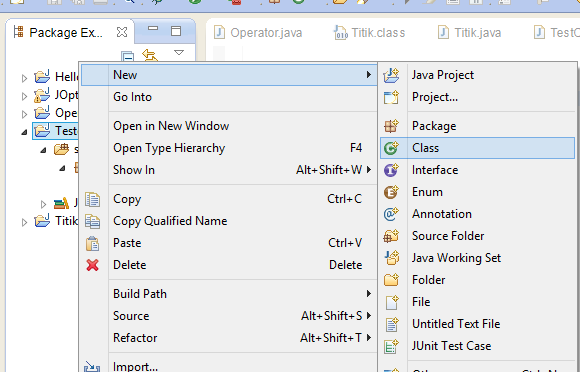 Package Ex...
Operator.java
Titik.class
Titik.java
TestC
Hello
JOpt
Ope
Test
s
J
Titik
New
Go Into
Open in New Window
Open Type Hierarchy F4
Show In Alt+Shift+W
Copy Ctrl+C
Copy Qualified Name
Paste Ctrl+V
Delete Delete
Build Path
Source Alt+Shift+S
Refactor Alt+Shift+T
Import...
Java Project
Project...
Package
Class
Interface
Enum
Annotation
Source Folder
Java Working Set
Folder
File
Untitled Text File
JUnit Test Case